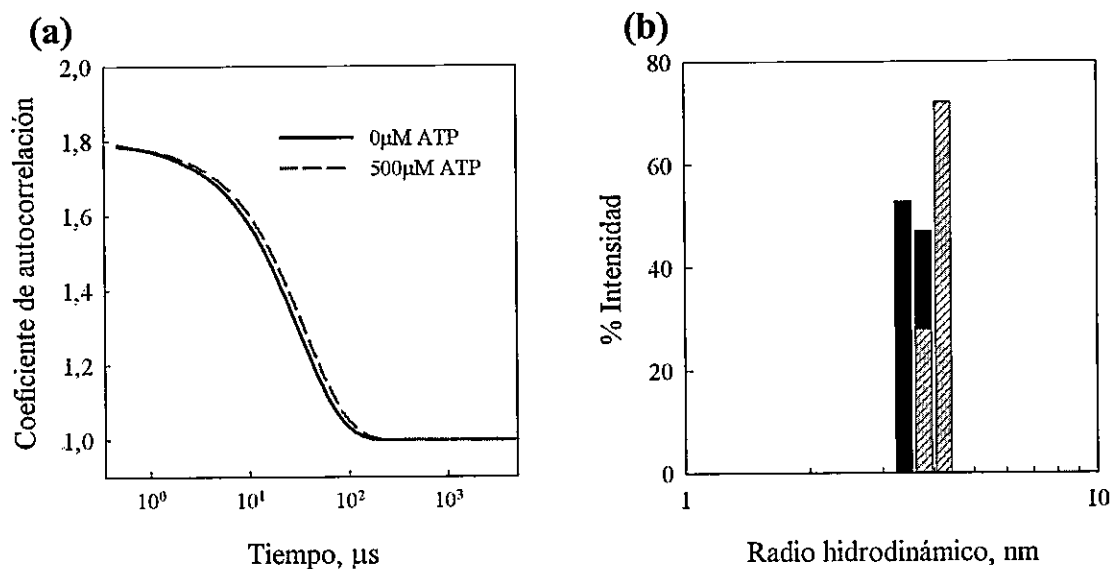 (a)
2,0
1,8
1,6
1,4
1,2
1,0
Coeficiente de autocorrelación
0µM ATP
500µM ATP
10⁰
10¹
10²
10³
Tiempo, µs
(b)
80
60
40
20
0
% Intensidad
1
10
Radio hidrodinámico, nm